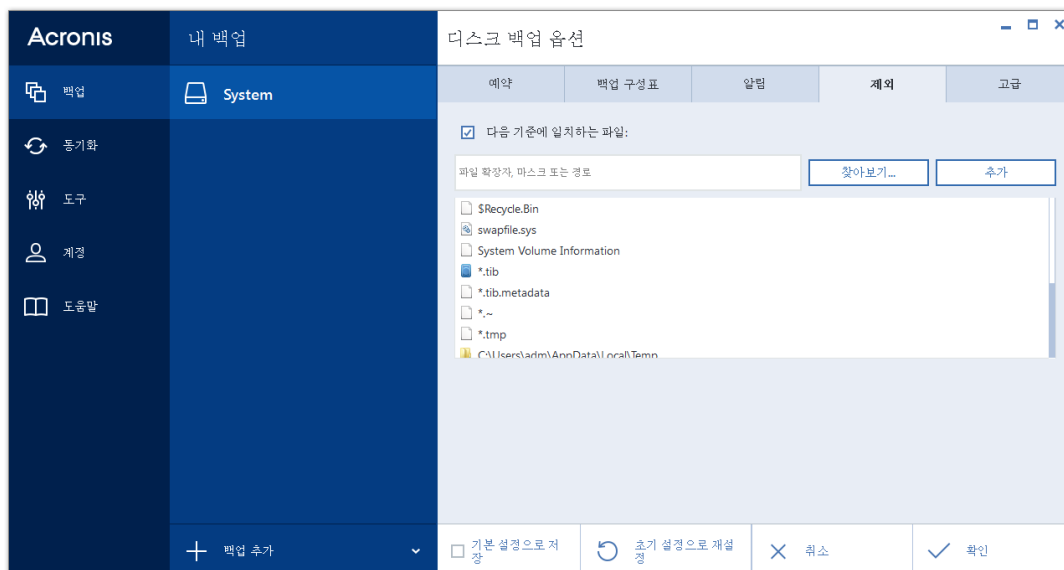 Acronis
내 백업
디스크 백업 옵션
백업
System
예약
백업 구성표
알림
제외
고급
동기화
도구
계정
도움말
다음 기준에 일치하는 파일:
파일 확장자, 마스크 또는 경로
찾아보기...
추가
$Recycle.Bin
swapfile.sys
System Volume Information
*.tib
*.tib.metadata
*.~
*.tmp
C:\Users\adm\AppData\Local\Temp
백업 추가
기본 설정으로 저
장
초기 설정으로 재설
정
취소
확인